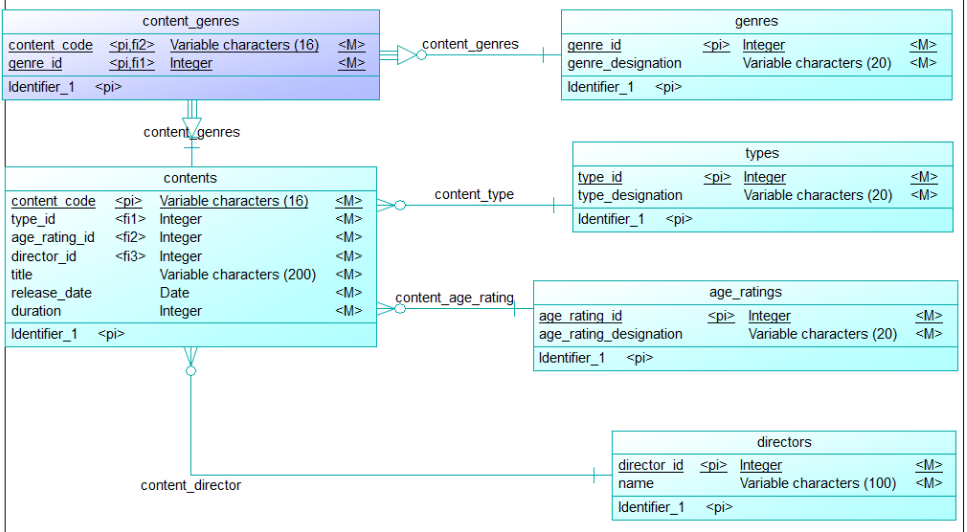 content_genres
content_code <pi,fi2> Variable characters (16) <M>
genre_id <pi,fi1> Integer <M>
Identifier_1 <pi>
content_genres
genres
genre_id <pi> Integer <M>
genre_designation Variable characters (20) <M>
Identifier_1 <pi>
content_genres
contents
content_code <pi> Variable characters (16) <M>
type_id <fi1> Integer <M>
age_rating_id <fi2> Integer <M>
director_id <fi3> Integer <M>
title Variable characters (200) <M>
release_date Date <M>
duration Integer <M>
Identifier_1 <pi>
content_type
types
type_id <pi> Integer <M>
type_designation Variable characters (20) <M>
Identifier_1 <pi>
content_age_rating
age_ratings
age_rating_id <pi> Integer <M>
age_rating_designation Variable characters (20) <M>
Identifier_1 <pi>
content_director
directors
director_id <pi> Integer <M>
name Variable characters (100) <M>
Identifier_1 <pi>